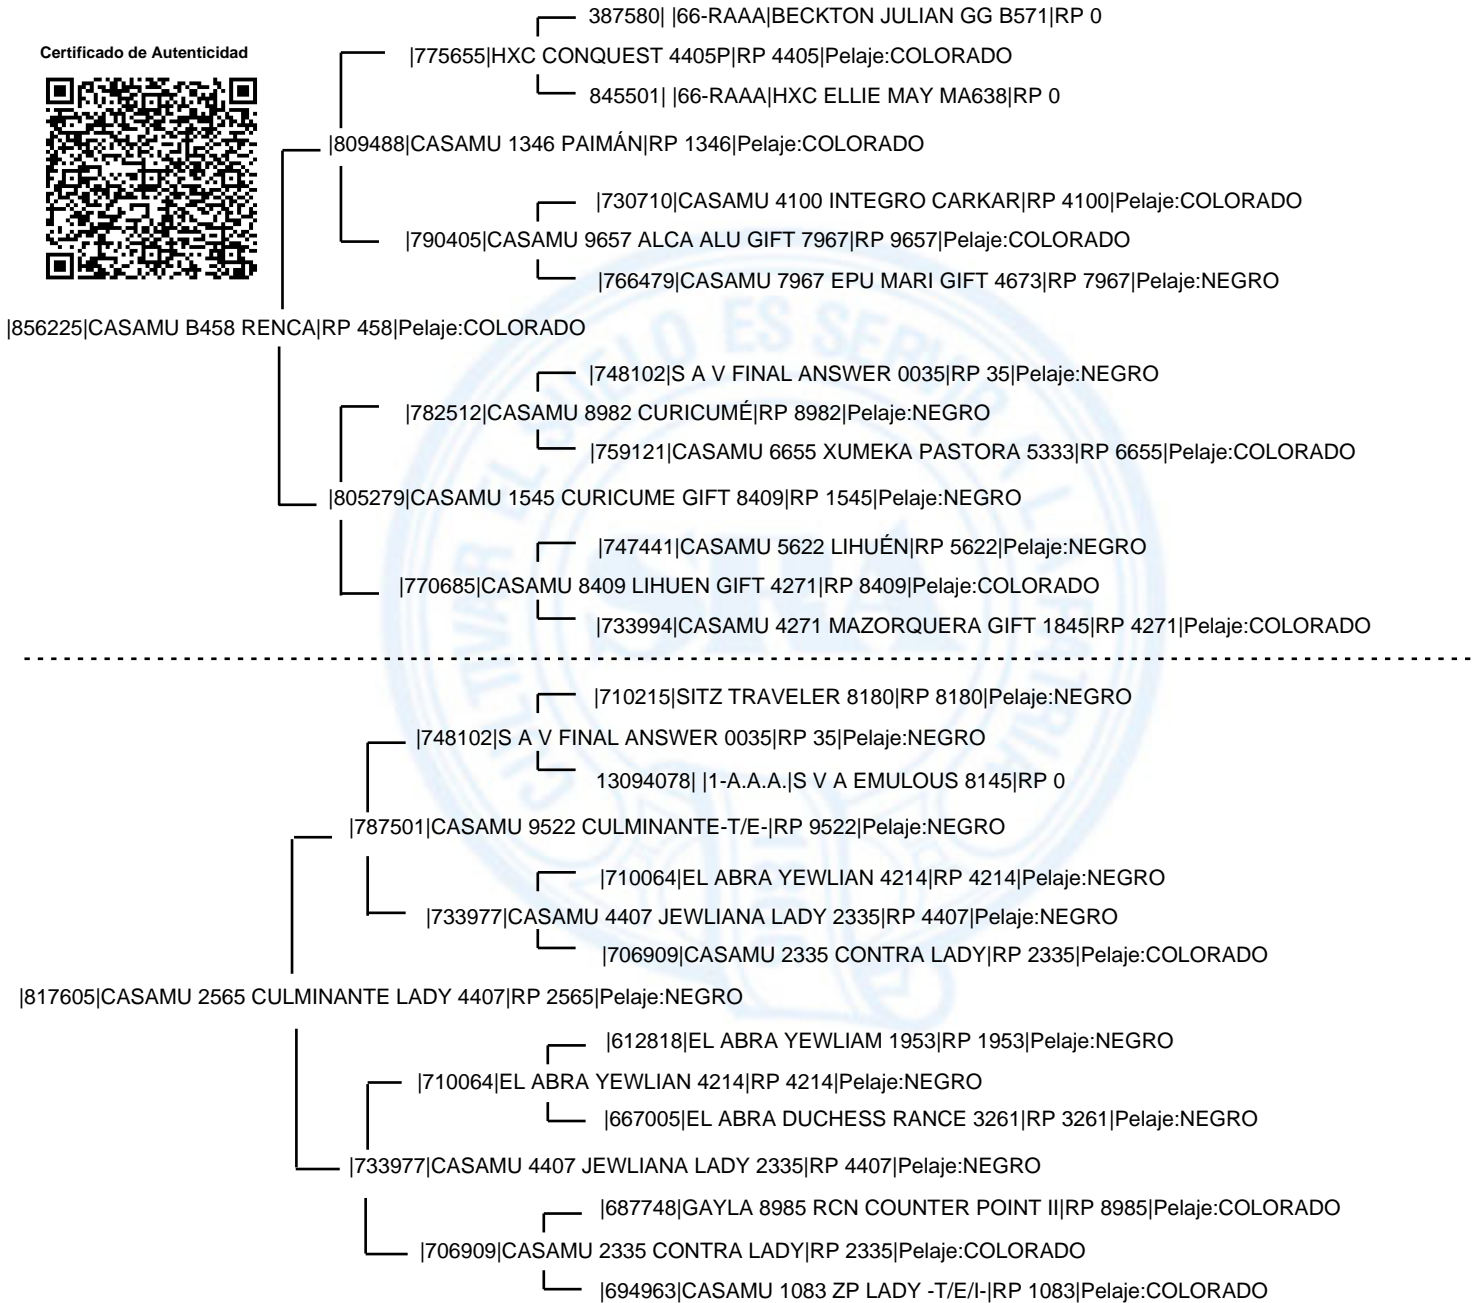 387580| |66-RAAA|BECKTON JULIAN GG B571|RP 0
Certificado de Autenticidad
|775655|HXC CONQUEST 4405P|RP 4405|Pelaje:COLORADO
845501| |66-RAAA|HXC ELLIE MAY MA638|RP 0
|809488|CASAMU 1346 PAIMÁN|RP 1346|Pelaje:COLORADO
|730710|CASAMU 4100 INTEGRO CARKAR|RP 4100|Pelaje:COLORADO
|790405|CASAMU 9657 ALCA ALU GIFT 7967|RP 9657|Pelaje:COLORADO
|766479|CASAMU 7967 EPU MARI GIFT 4673|RP 7967|Pelaje:NEGRO
|856225|CASAMU B458 RENCA|RP 458|Pelaje:COLORADO
|748102|S A V FINAL ANSWER 0035|RP 35|Pelaje:NEGRO
|782512|CASAMU 8982 CURICUMÉ|RP 8982|Pelaje:NEGRO
|759121|CASAMU 6655 XUMEKA PASTORA 5333|RP 6655|Pelaje:COLORADO
|805279|CASAMU 1545 CURICUME GIFT 8409|RP 1545|Pelaje:NEGRO
|747441|CASAMU 5622 LIHUÉN|RP 5622|Pelaje:NEGRO
|770685|CASAMU 8409 LIHUEN GIFT 4271|RP 8409|Pelaje:COLORADO
|733994|CASAMU 4271 MAZORQUERA GIFT 1845|RP 4271|Pelaje:COLORADO
|710215|SITZ TRAVELER 8180|RP 8180|Pelaje:NEGRO
|748102|S A V FINAL ANSWER 0035|RP 35|Pelaje:NEGRO
13094078| |1-A.A.A.|S V A EMULOUS 8145|RP 0
|787501|CASAMU 9522 CULMINANTE-T/E-|RP 9522|Pelaje:NEGRO
|710064|EL ABRA YEWLIAN 4214|RP 4214|Pelaje:NEGRO
|733977|CASAMU 4407 JEWLIANA LADY 2335|RP 4407|Pelaje:NEGRO
|706909|CASAMU 2335 CONTRA LADY|RP 2335|Pelaje:COLORADO
|817605|CASAMU 2565 CULMINANTE LADY 4407|RP 2565|Pelaje:NEGRO
|612818|EL ABRA YEWLIAM 1953|RP 1953|Pelaje:NEGRO
|710064|EL ABRA YEWLIAN 4214|RP 4214|Pelaje:NEGRO
|667005|EL ABRA DUCHESS RANCE 3261|RP 3261|Pelaje:NEGRO
|733977|CASAMU 4407 JEWLIANA LADY 2335|RP 4407|Pelaje:NEGRO
|687748|GAYLA 8985 RCN COUNTER POINT II|RP 8985|Pelaje:COLORADO
|706909|CASAMU 2335 CONTRA LADY|RP 2335|Pelaje:COLORADO
|694963|CASAMU 1083 ZP LADY -T/E/I-|RP 1083|Pelaje:COLORADO
CULTIVAR EL SUELO ES SERVIR A LA PATRIA
SRA
1866